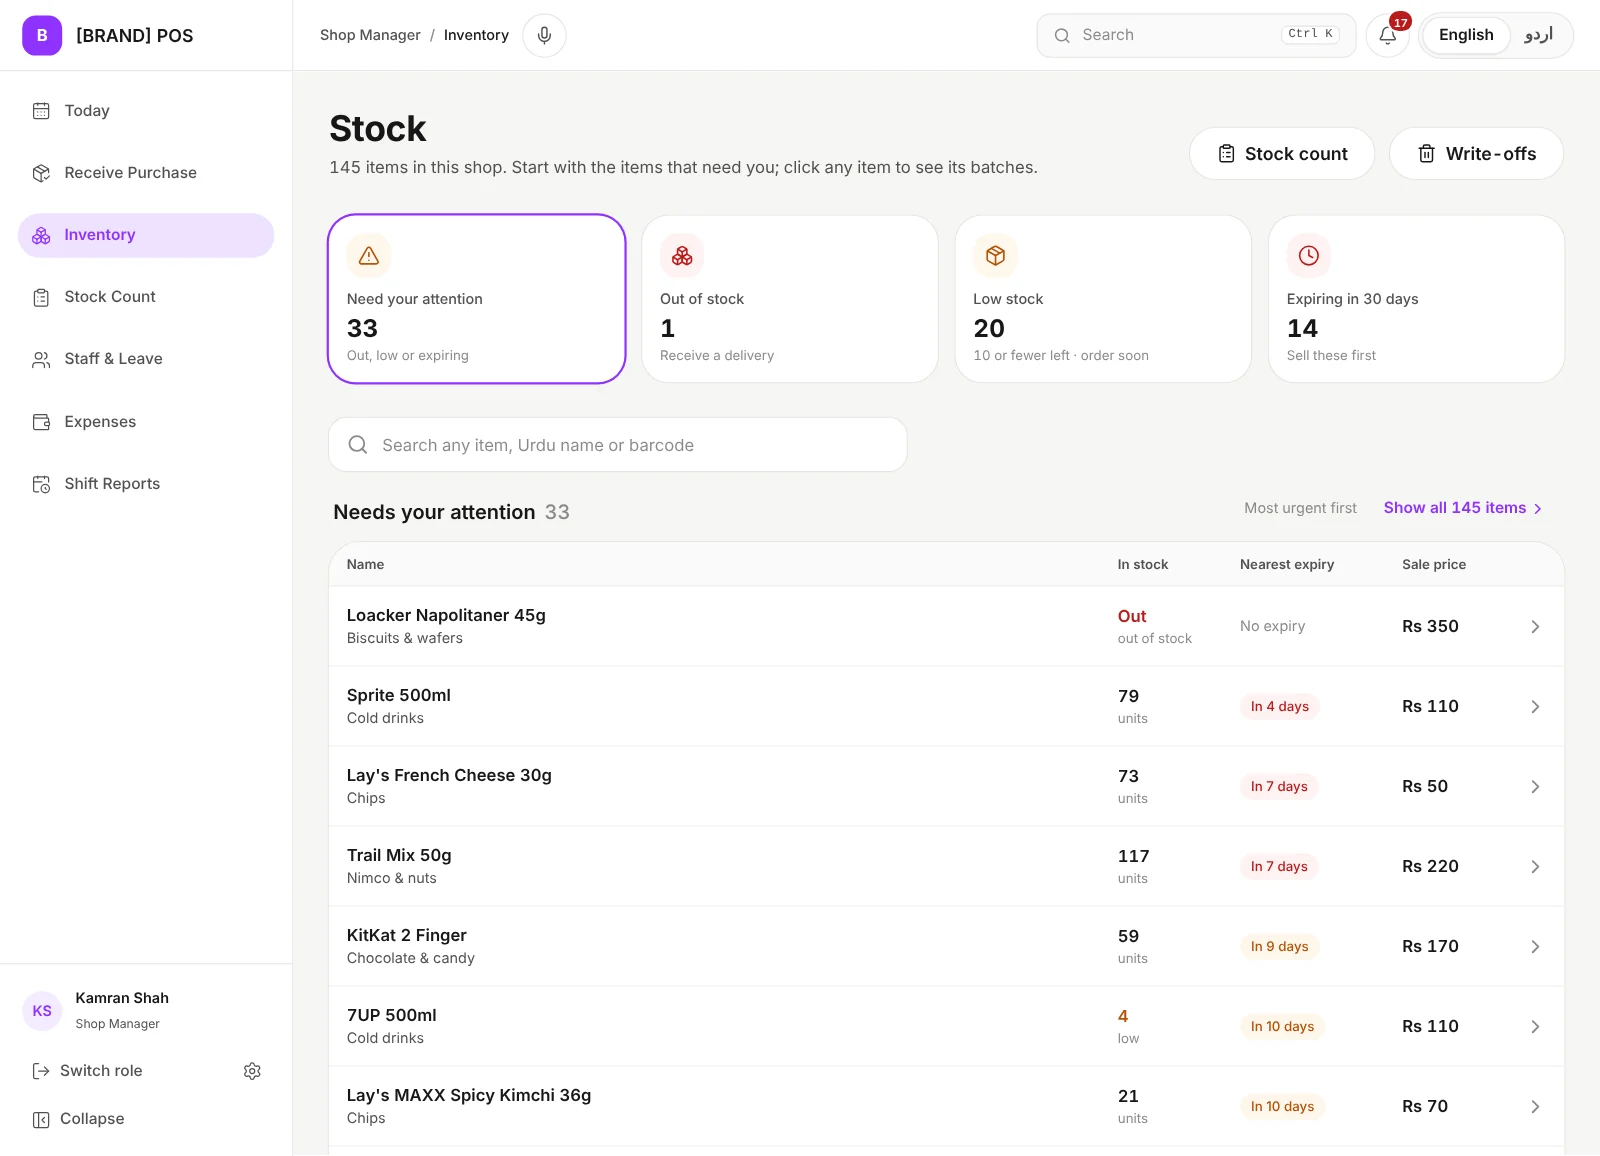 B [BRAND] POS
Shop Manager / Inventory
Search Ctrl K
17
English اردو
Today
Receive Purchase
Inventory
Stock Count
Staff & Leave
Expenses
Shift Reports
Kamran Shah
KS
Shop Manager
Switch role
Collapse
Stock
145 items in this shop. Start with the items that need you; click any item to see its batches.
Stock count Write-offs
Need your attention
33
Out, low or expiring
Out of stock
1
Receive a delivery
Low stock
20
10 or fewer left · order soon
Expiring in 30 days
14
Sell these first
Search any item, Urdu name or barcode
Needs your attention 33
Most urgent first Show all 145 items
Name In stock Nearest expiry Sale price
Loacker Napolitaner 45g
Biscuits & wafers
Out
out of stock
No expiry
Rs 350
Sprite 500ml
Cold drinks
79
units
In 4 days
Rs 110
Lay's French Cheese 30g
Chips
73
units
In 7 days
Rs 50
Trail Mix 50g
Nimco & nuts
117
units
In 7 days
Rs 220
KitKat 2 Finger
Chocolate & candy
59
units
In 9 days
Rs 170
7UP 500ml
Cold drinks
4
low
In 10 days
Rs 110
Lay's MAXX Spicy Kimchi 36g
Chips
21
units
In 10 days
Rs 70